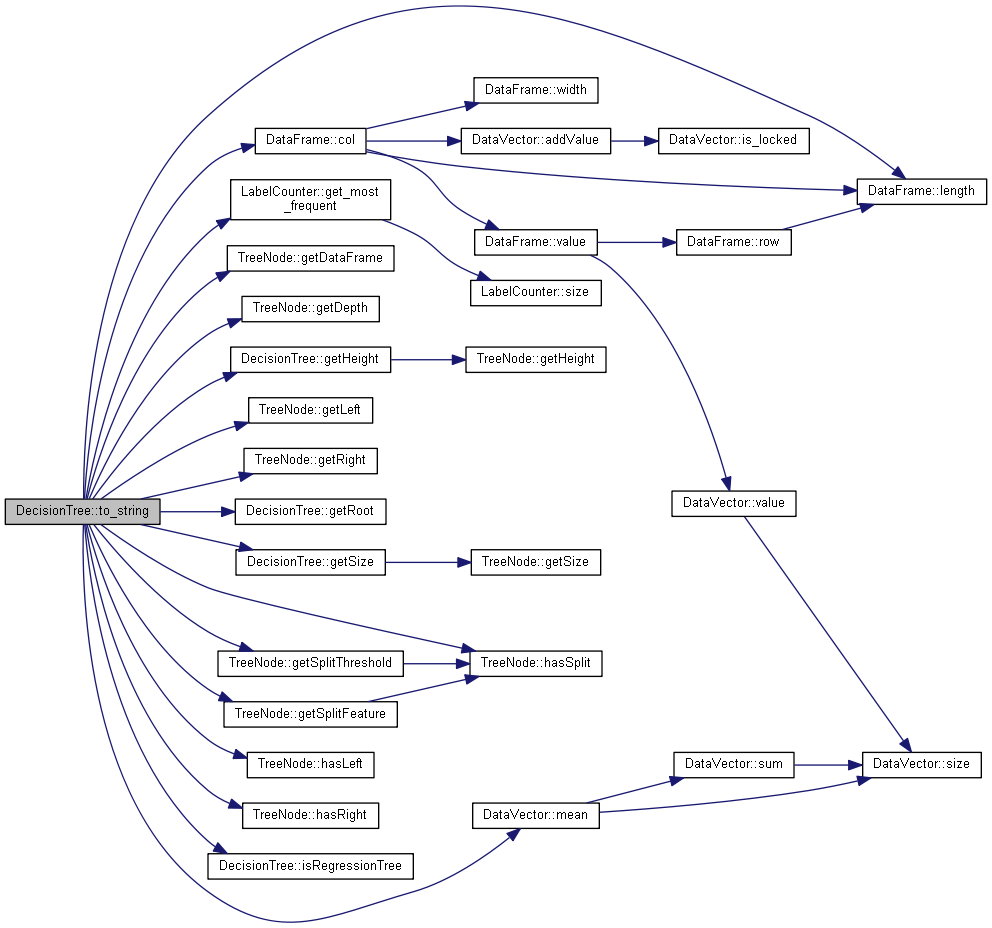 DataFrame::width
DataFrame::col
DataVector::addValue
DataVector::is_locked
LabelCounter::get_most
_frequent
DataFrame::length
DataFrame::value
DataFrame::row
TreeNode::getDataFrame
LabelCounter::size
TreeNode::getDepth
DecisionTree::getHeight
TreeNode::getHeight
TreeNode::getLeft
TreeNode::getRight
DataVector::value
DecisionTree::to_string
DecisionTree::getRoot
DecisionTree::getSize
TreeNode::getSize
TreeNode::getSplitThreshold
TreeNode::hasSplit
TreeNode::getSplitFeature
TreeNode::hasLeft
DataVector::sum
DataVector::size
TreeNode::hasRight
DataVector::mean
DecisionTree::isRegressionTree